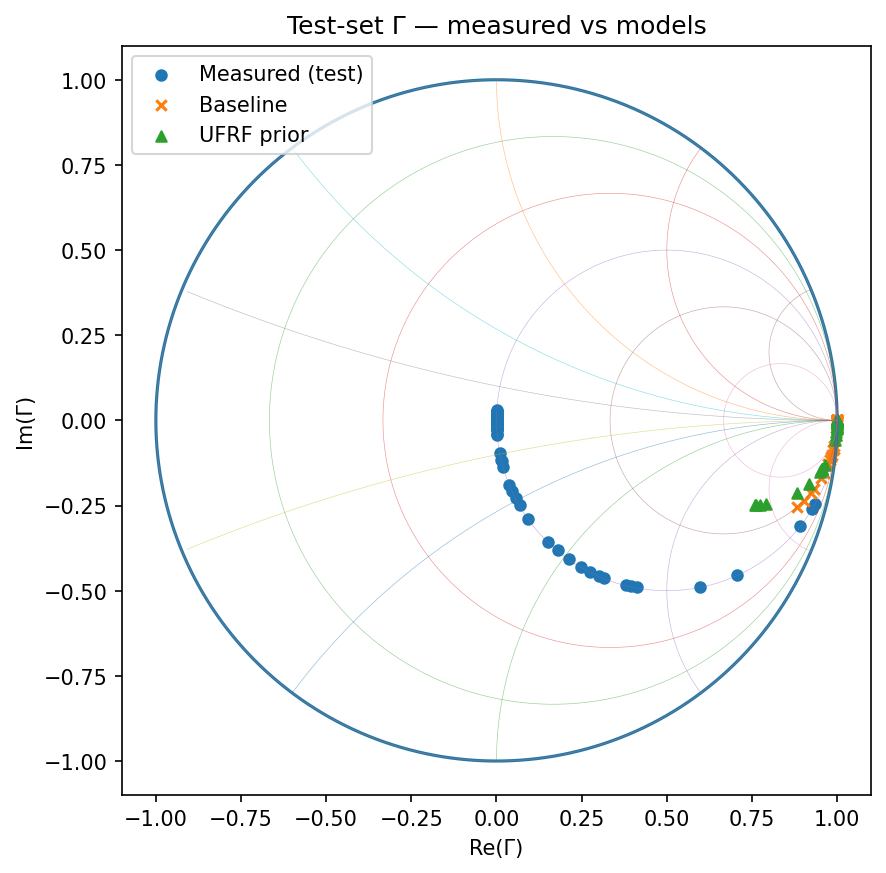 Test-set Γ — measured vs models
Measured (test)
Baseline
UFRF prior
1.00
0.75
0.50
0.25
0.00
−0.25
−0.50
−0.75
−1.00
Im(Γ)
−1.00 −0.75 −0.50 −0.25 0.00 0.25 0.50 0.75 1.00
Re(Γ)